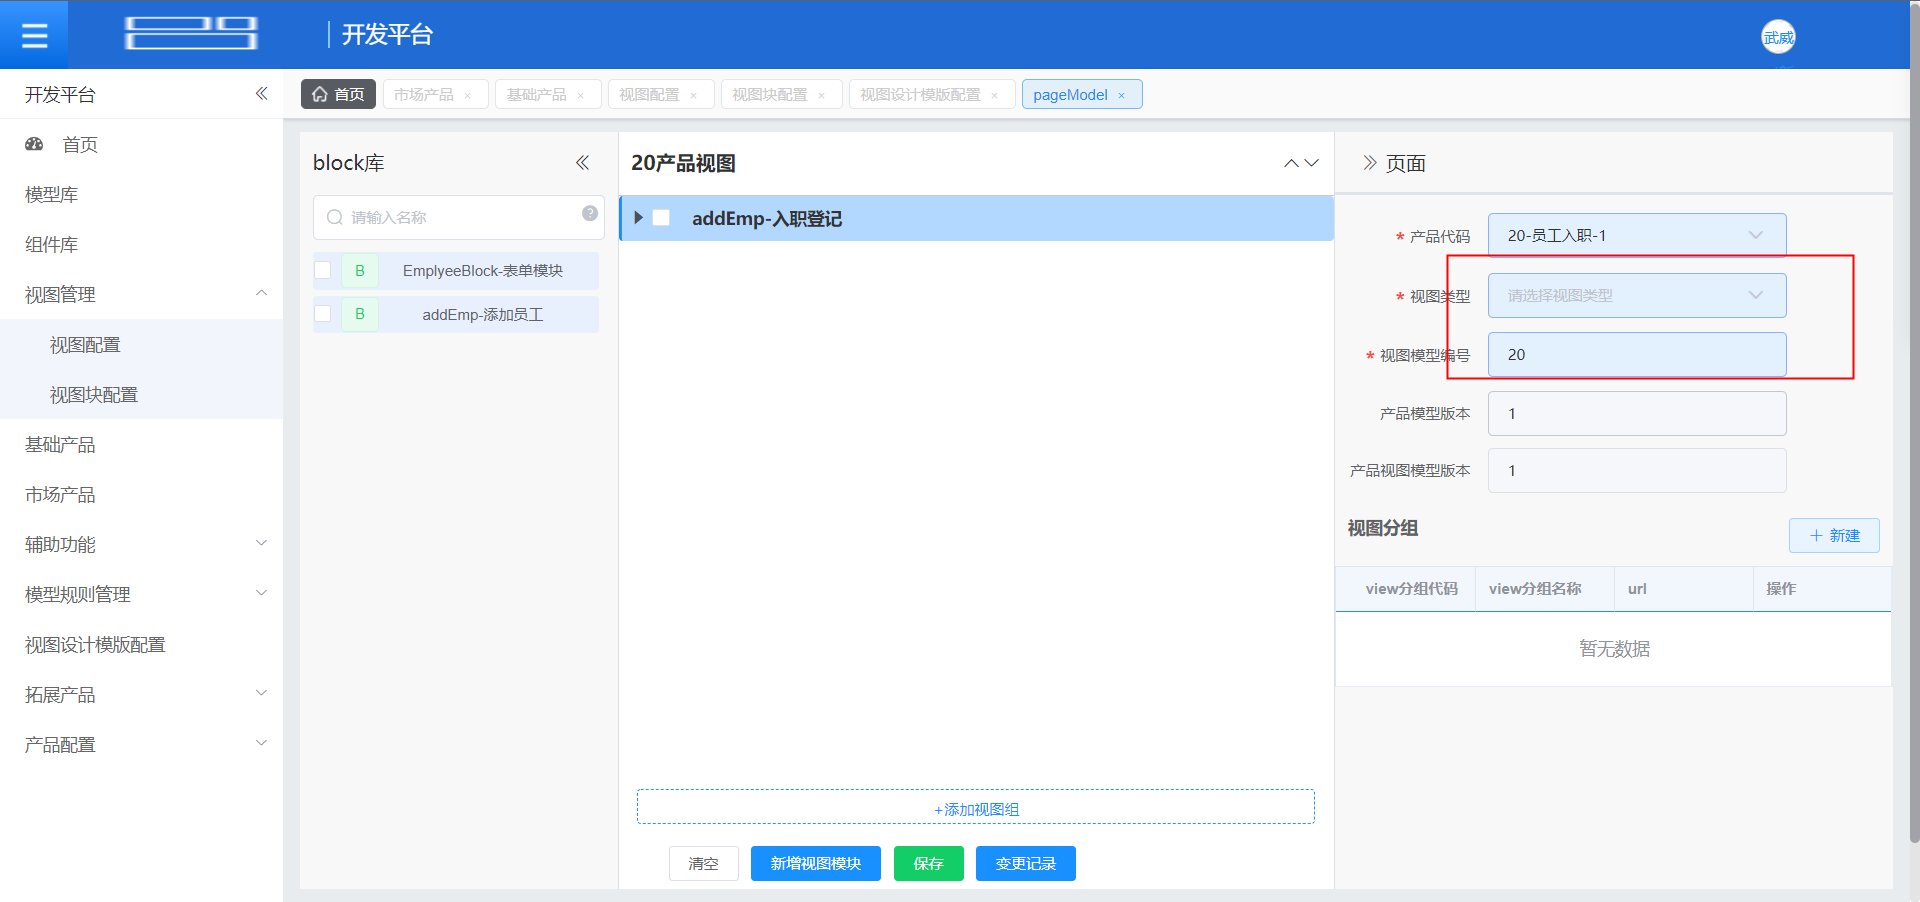 开发平台
武威
开发平台
首页
市场产品 ×
基础产品 ×
视图配置 ×
视图块配置 ×
视图设计模版配置 ×
pageModel ×
首页
模型库
组件库
视图管理
视图配置
视图块配置
基础产品
市场产品
辅助功能
模型规则管理
视图设计模版配置
拓展产品
产品配置
block库
请输入名称
?
B EmplyeeBlock-表单模块
B addEmp-添加员工
20产品视图
addEmp-入职登记
+添加视图组
清空
新增视图模块
保存
变更记录
页面
* 产品代码 20-员工入职-1
* 视图类型 请选择视图类型
* 视图模型编号 20
产品模型版本 1
产品视图模型版本 1
视图分组
+ 新建
view分组代码 view分组名称 url 操作
暂无数据